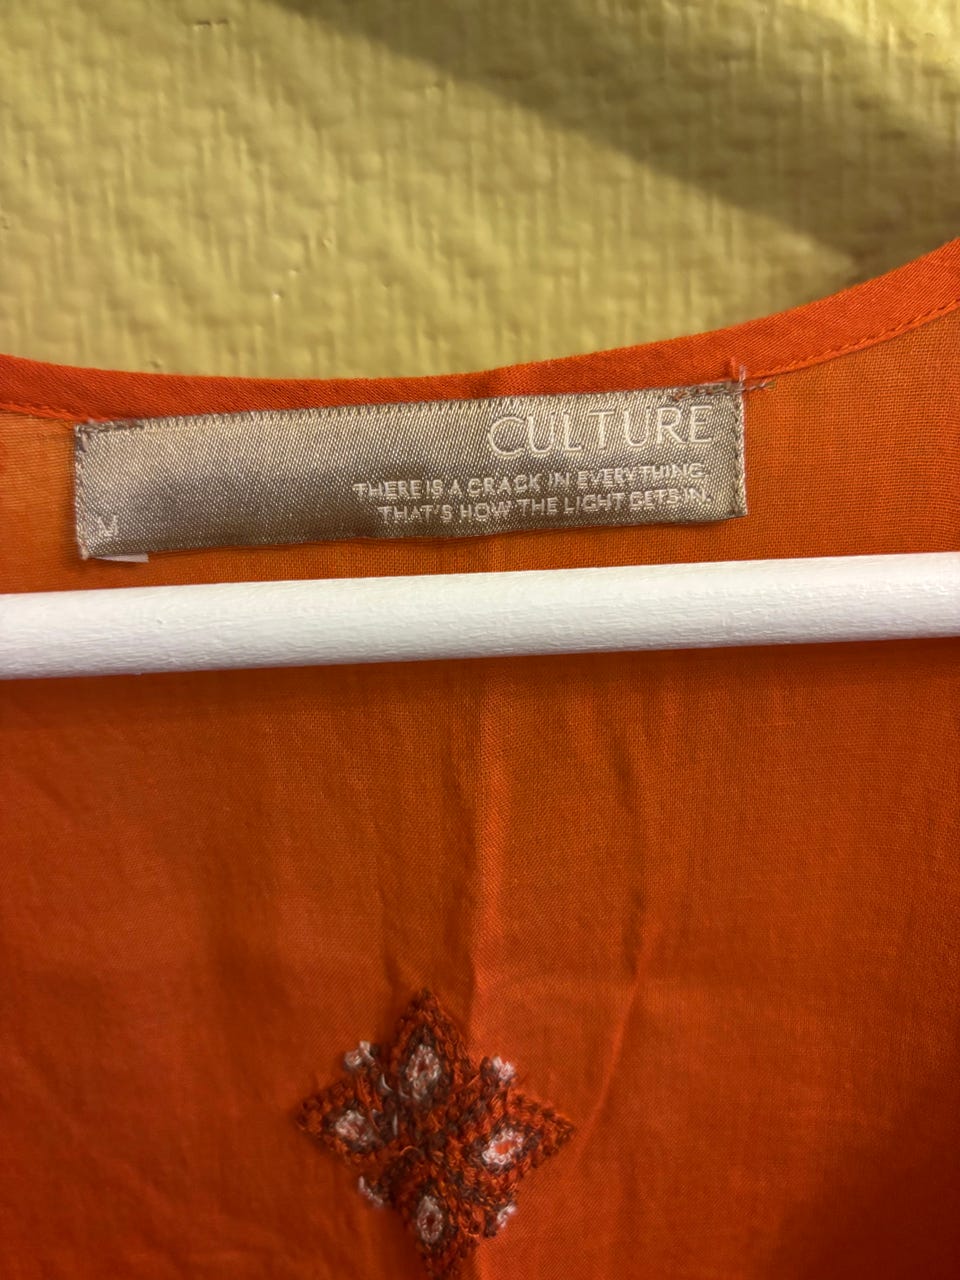 CULTURE
THERE IS A CRACK IN EVERYTHING
THAT'S HOW THE LIGHT GETS IN.